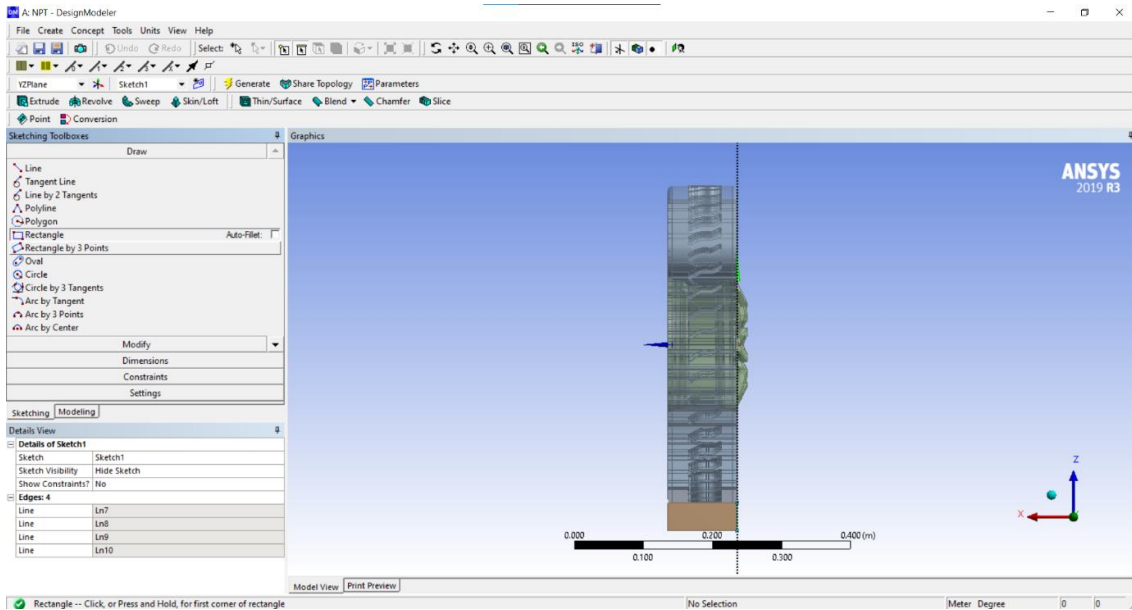 A: NPT - DesignModeler
File Create Concept Tools Units View Help
Undo Redo Select:
YZPlane Sketch1 Generate Share Topology Parameters
Extrude Revolve Sweep Skin/Loft Thin/Surface Blend Chamfer Slice
Point Conversion
Sketching Toolboxes
Draw
Line
Tangent Line
Line by 2 Tangents
Polyline
Polygon
Rectangle Auto-Fillet:
Rectangle by 3 Points
Oval
Circle
Circle by 3 Tangents
Arc by Tangent
Arc by 3 Points
Arc by Center
Modify
Dimensions
Constraints
Settings
Sketching Modeling
Details View
Details of Sketch1
Sketch Sketch1
Sketch Visibility Hide Sketch
Show Constraints? No
Edges: 4
Line Ln7
Line Ln8
Line Ln9
Line Ln10
Graphics
ANSYS
2019 R3
Z
X
0.000 0.200 0.400 (m)
0.100 0.300
Model View Print Preview
Rectangle -- Click, or Press and Hold, for first corner of rectangle No Selection Meter Degree 0 0